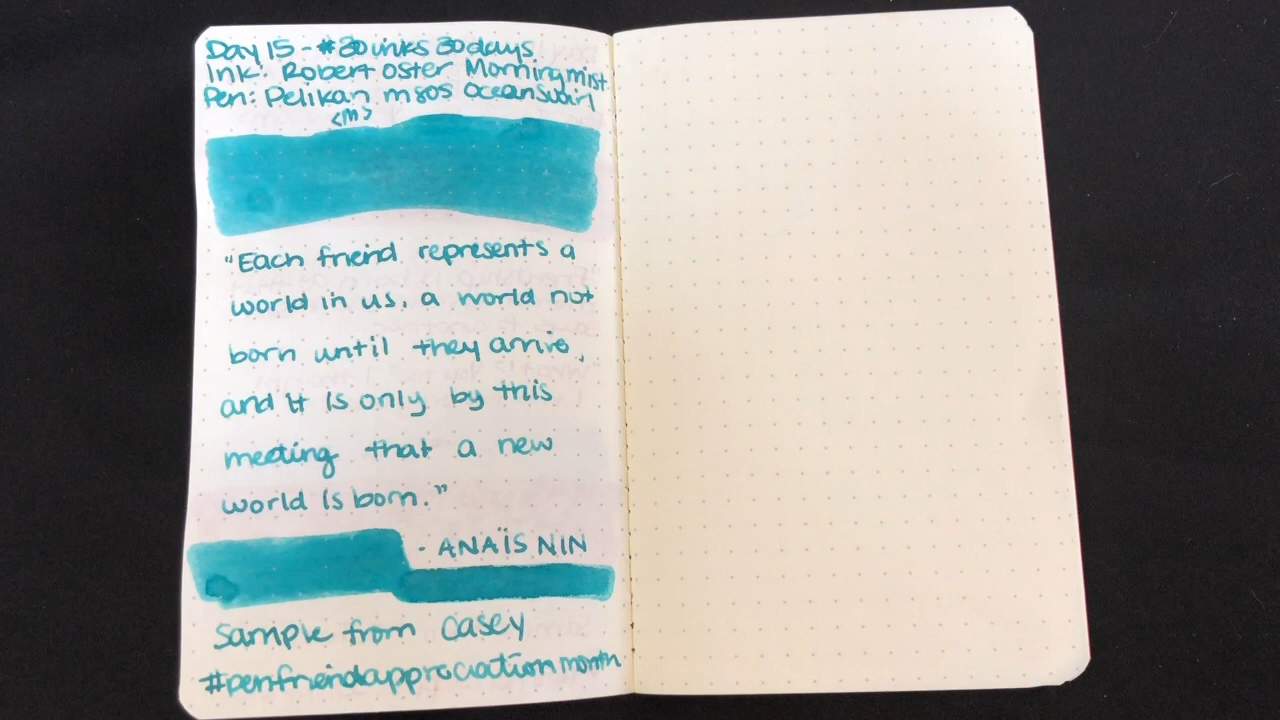 Day 15 - #30inks30days
Ink: Robert Oster Morningmist
Pen: Pelikan m805 Ocean Swirl
<M>
"Each friend represents a
world in us, a world not
born until they arrive,
and it is only by this
meeting that a new
world is born."
- ANAÏS NIN
Sample from Casey
#penfriendappreciationmonth